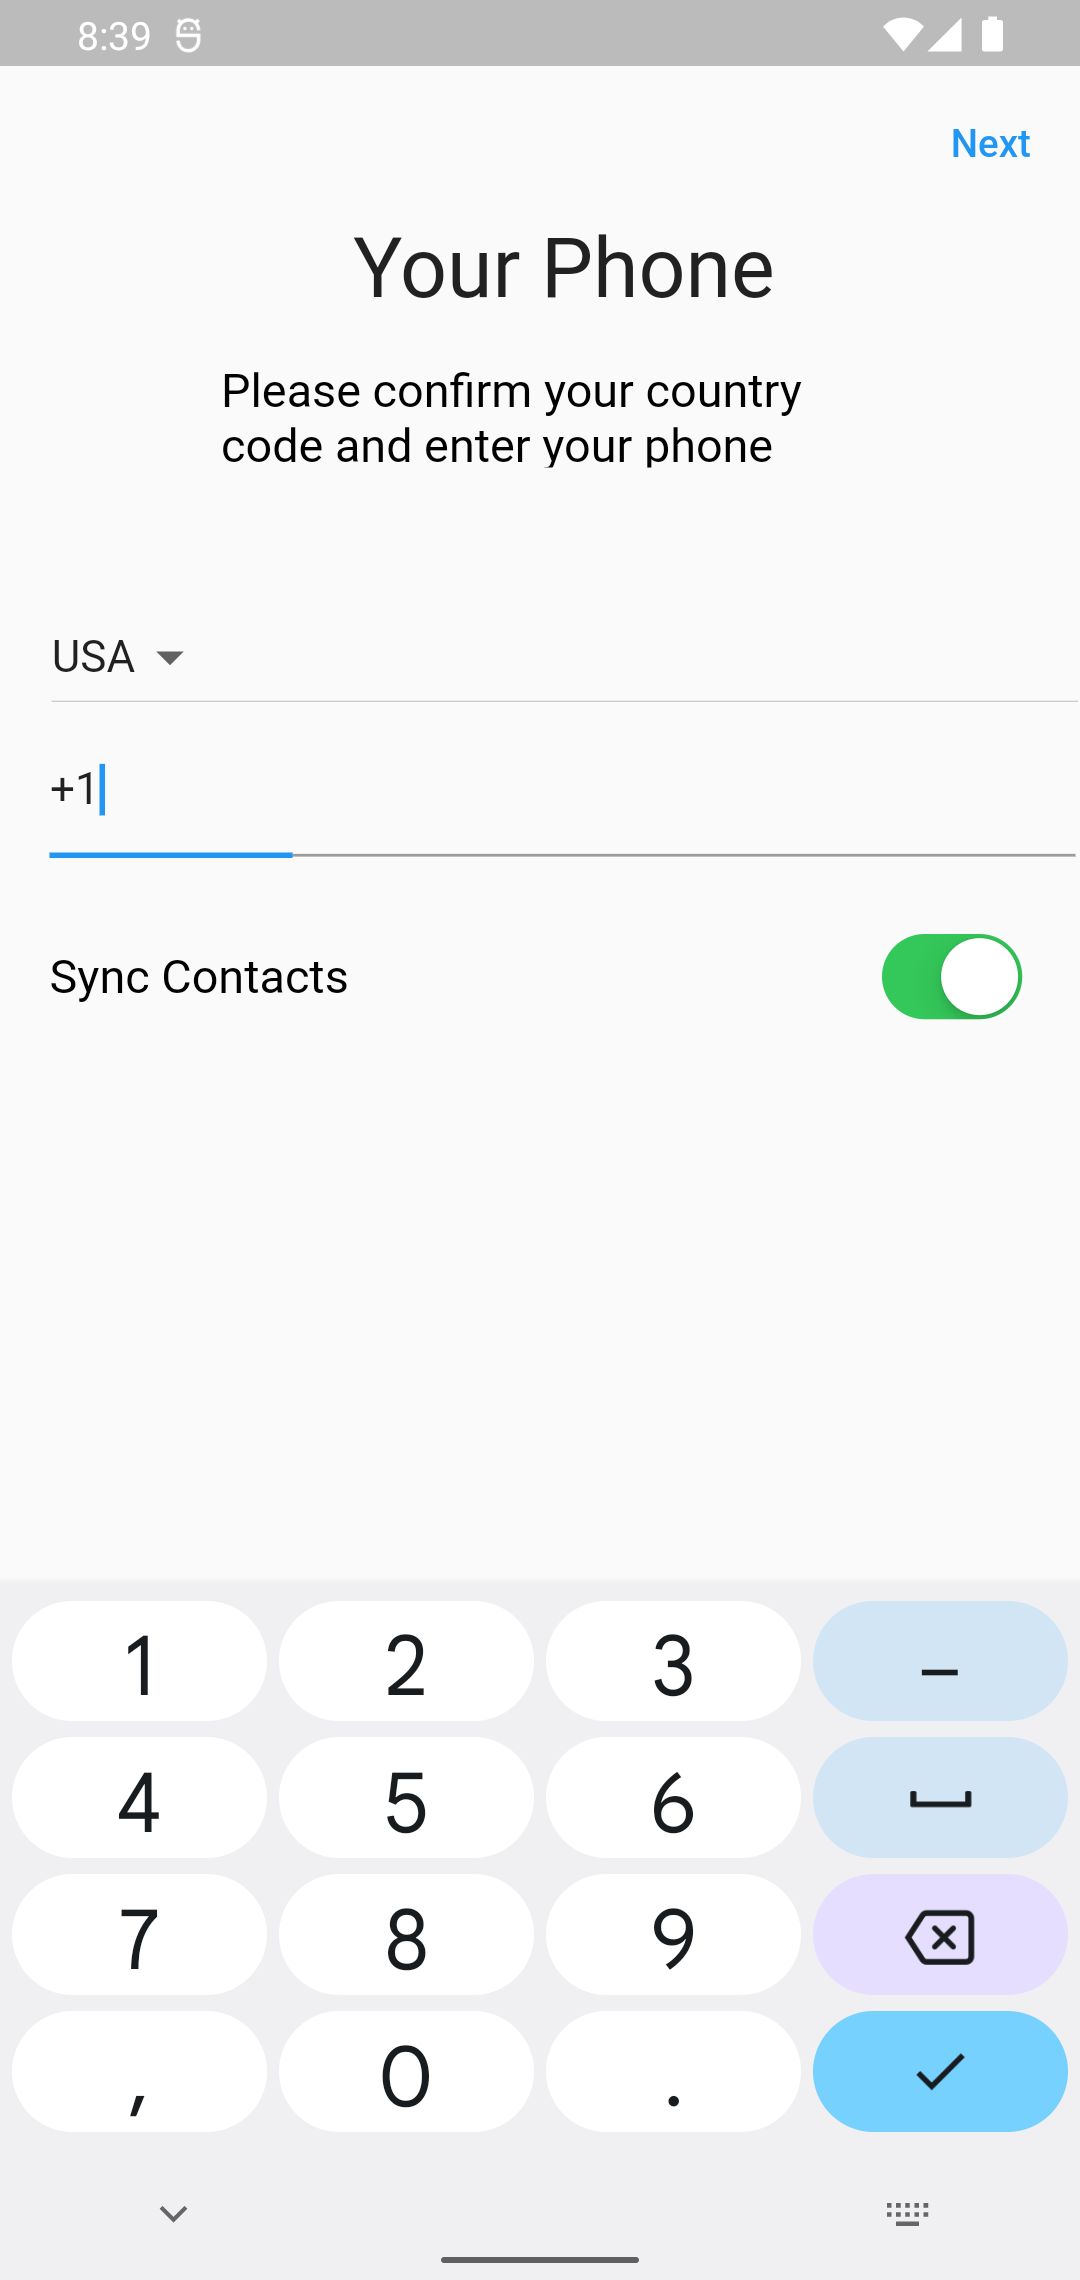 8:39
Next
Your Phone
Please confirm your country
code and enter your phone
USA
+1
Sync Contacts
1 2 3 –
4 5 6
7 8 9
, 0 .